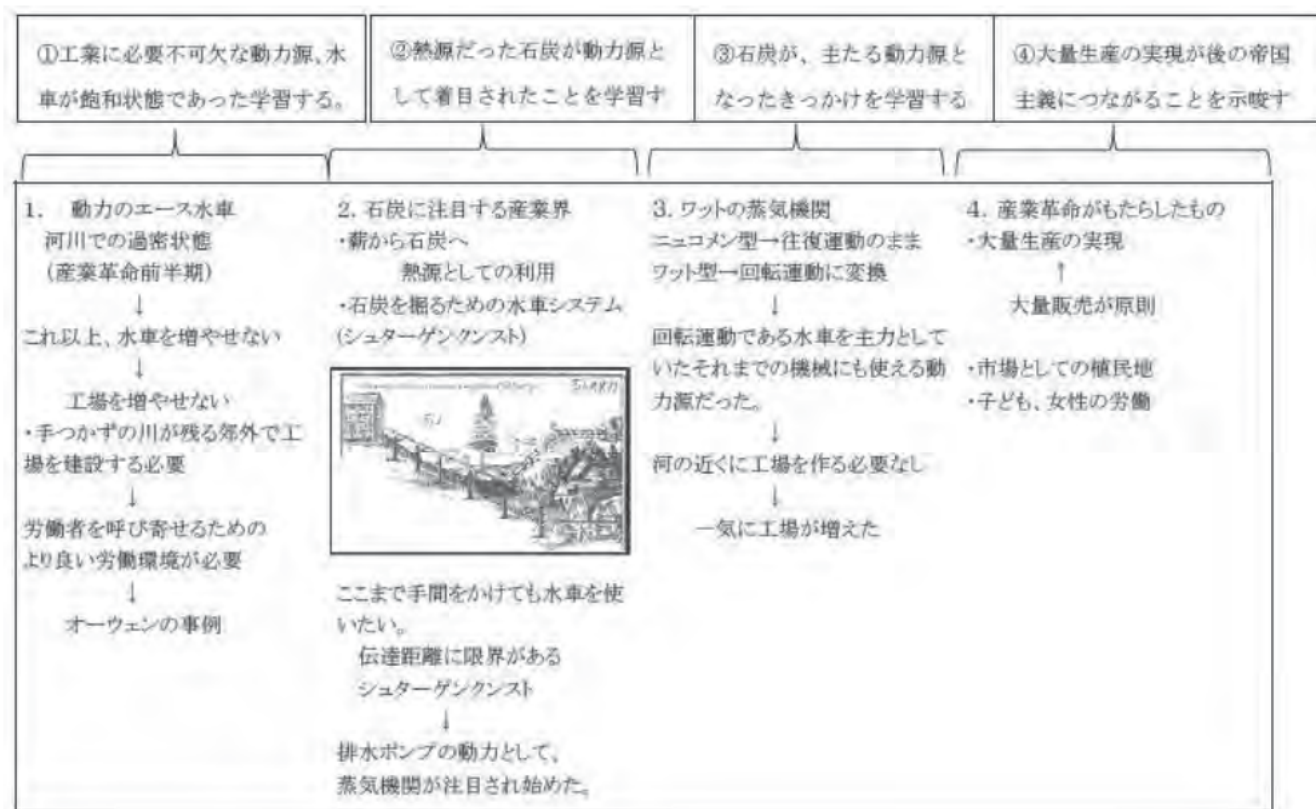 ①工業に必要不可欠な動力源、水
車が飽和状態であった学習する。
②熱源だった石炭が動力源と
して着目されたことを学習す
③石炭が、主たる動力源と
なったきっかけを学習する
④大量生産の実現が後の帝国
主義につながることを示唆す
1. 動力のエース水車
河川での過密状態
(産業革命前半期)
↓
これ以上、水車を増やせない
↓
工場を増やせない
・手つかずの川が残る郊外で工
場を建設する必要
↓
労働者を呼び寄せるための
より良い労働環境が必要
↓
オーウェンの事例
2. 石炭に注目する産業界
・薪から石炭へ
熱源としての利用
・石炭を掘るための水車システム
(シュターゲンクンスト)
ここまで手間をかけても水車を使
いたい。
伝達距離に限界がある
シュターゲンクンスト
↓
排水ポンプの動力として、
蒸気機関が注目され始めた。
3. ワットの蒸気機関
ニュコメン型→往復運動のまま
ワット型→回転運動に変換
↓
回転運動である水車を主力として
いたそれまでの機械にも使える動
力源だった。
↓
河の近くに工場を作る必要なし
↓
一気に工場が増えた
4. 産業革命がもたらしたもの
・大量生産の実現
↑
大量販売が原則
・市場としての植民地
・子ども、女性の労働